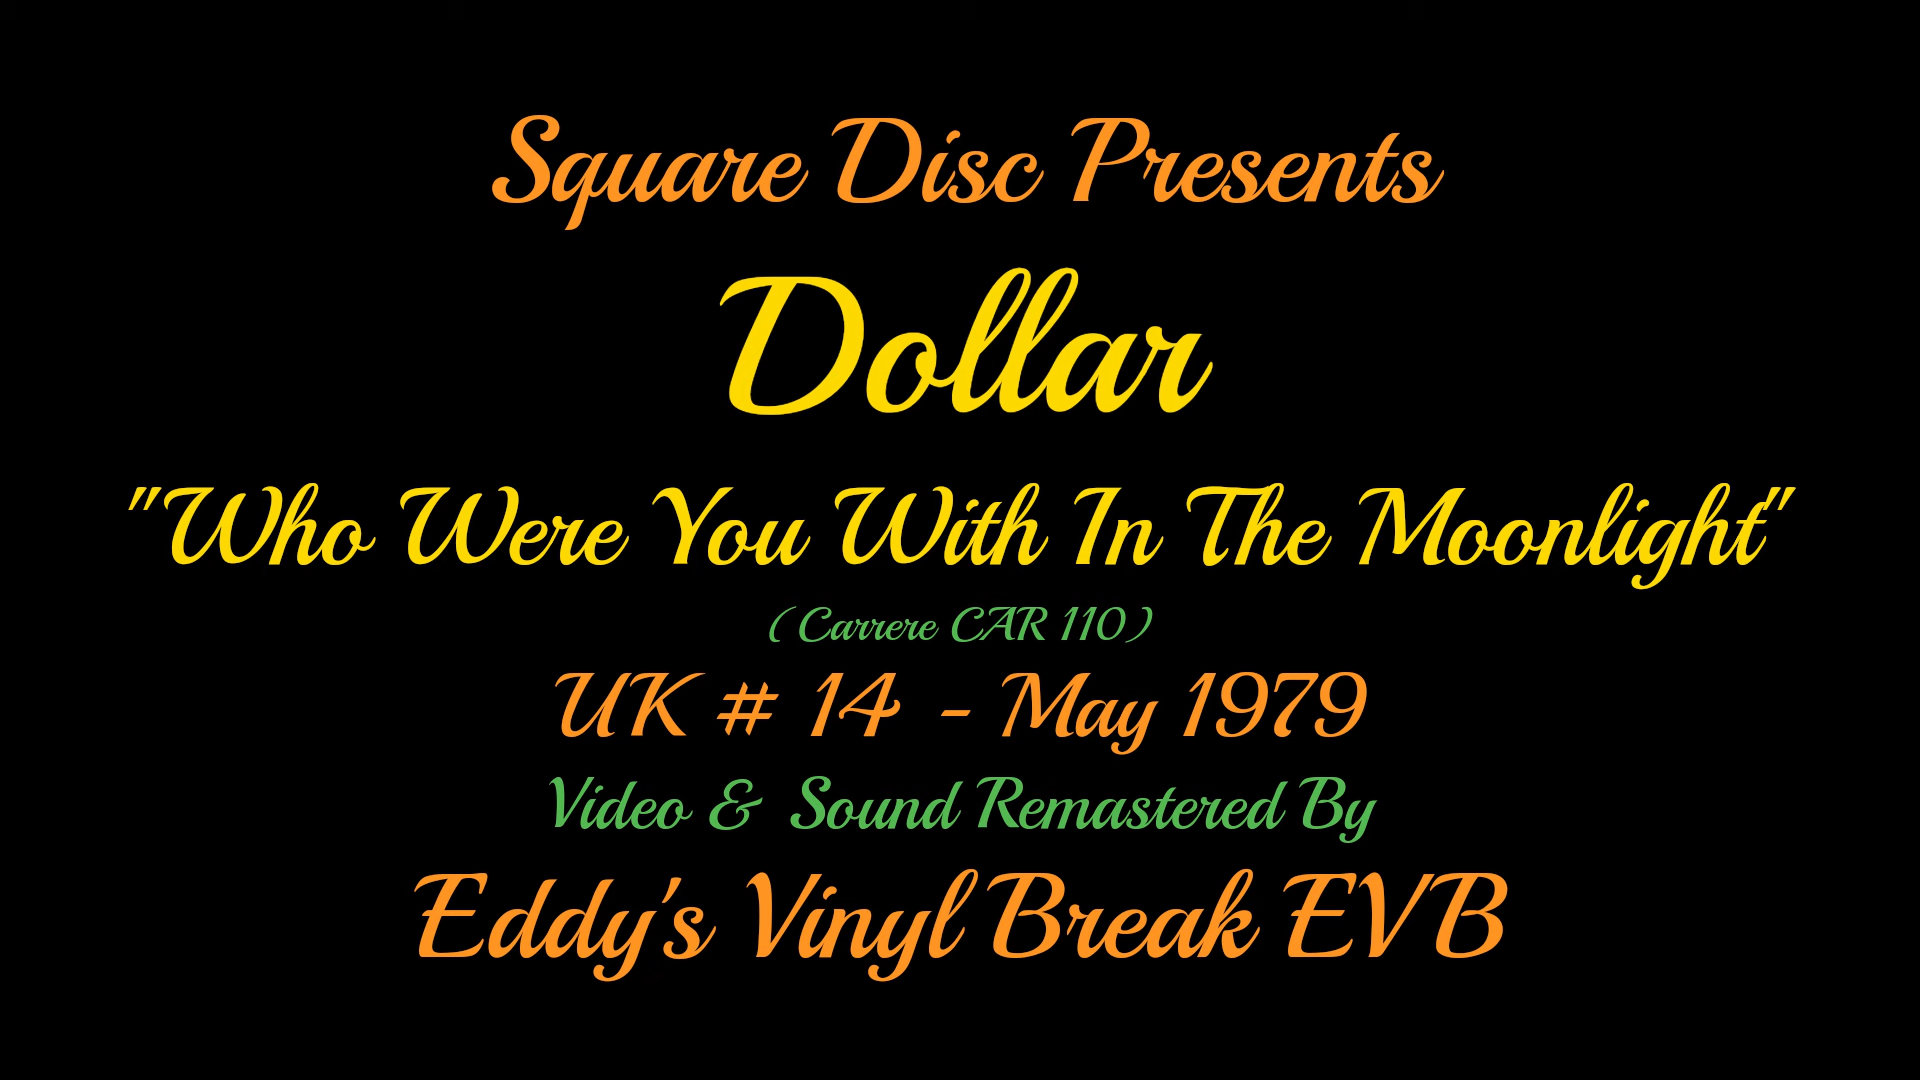 Square Disc Presents
Dollar
"Who Were You With In The Moonlight"
( Carrere CAR 110 )
UK # 14 - May 1979
Video & Sound Remastered By
Eddy's Vinyl Break EVB